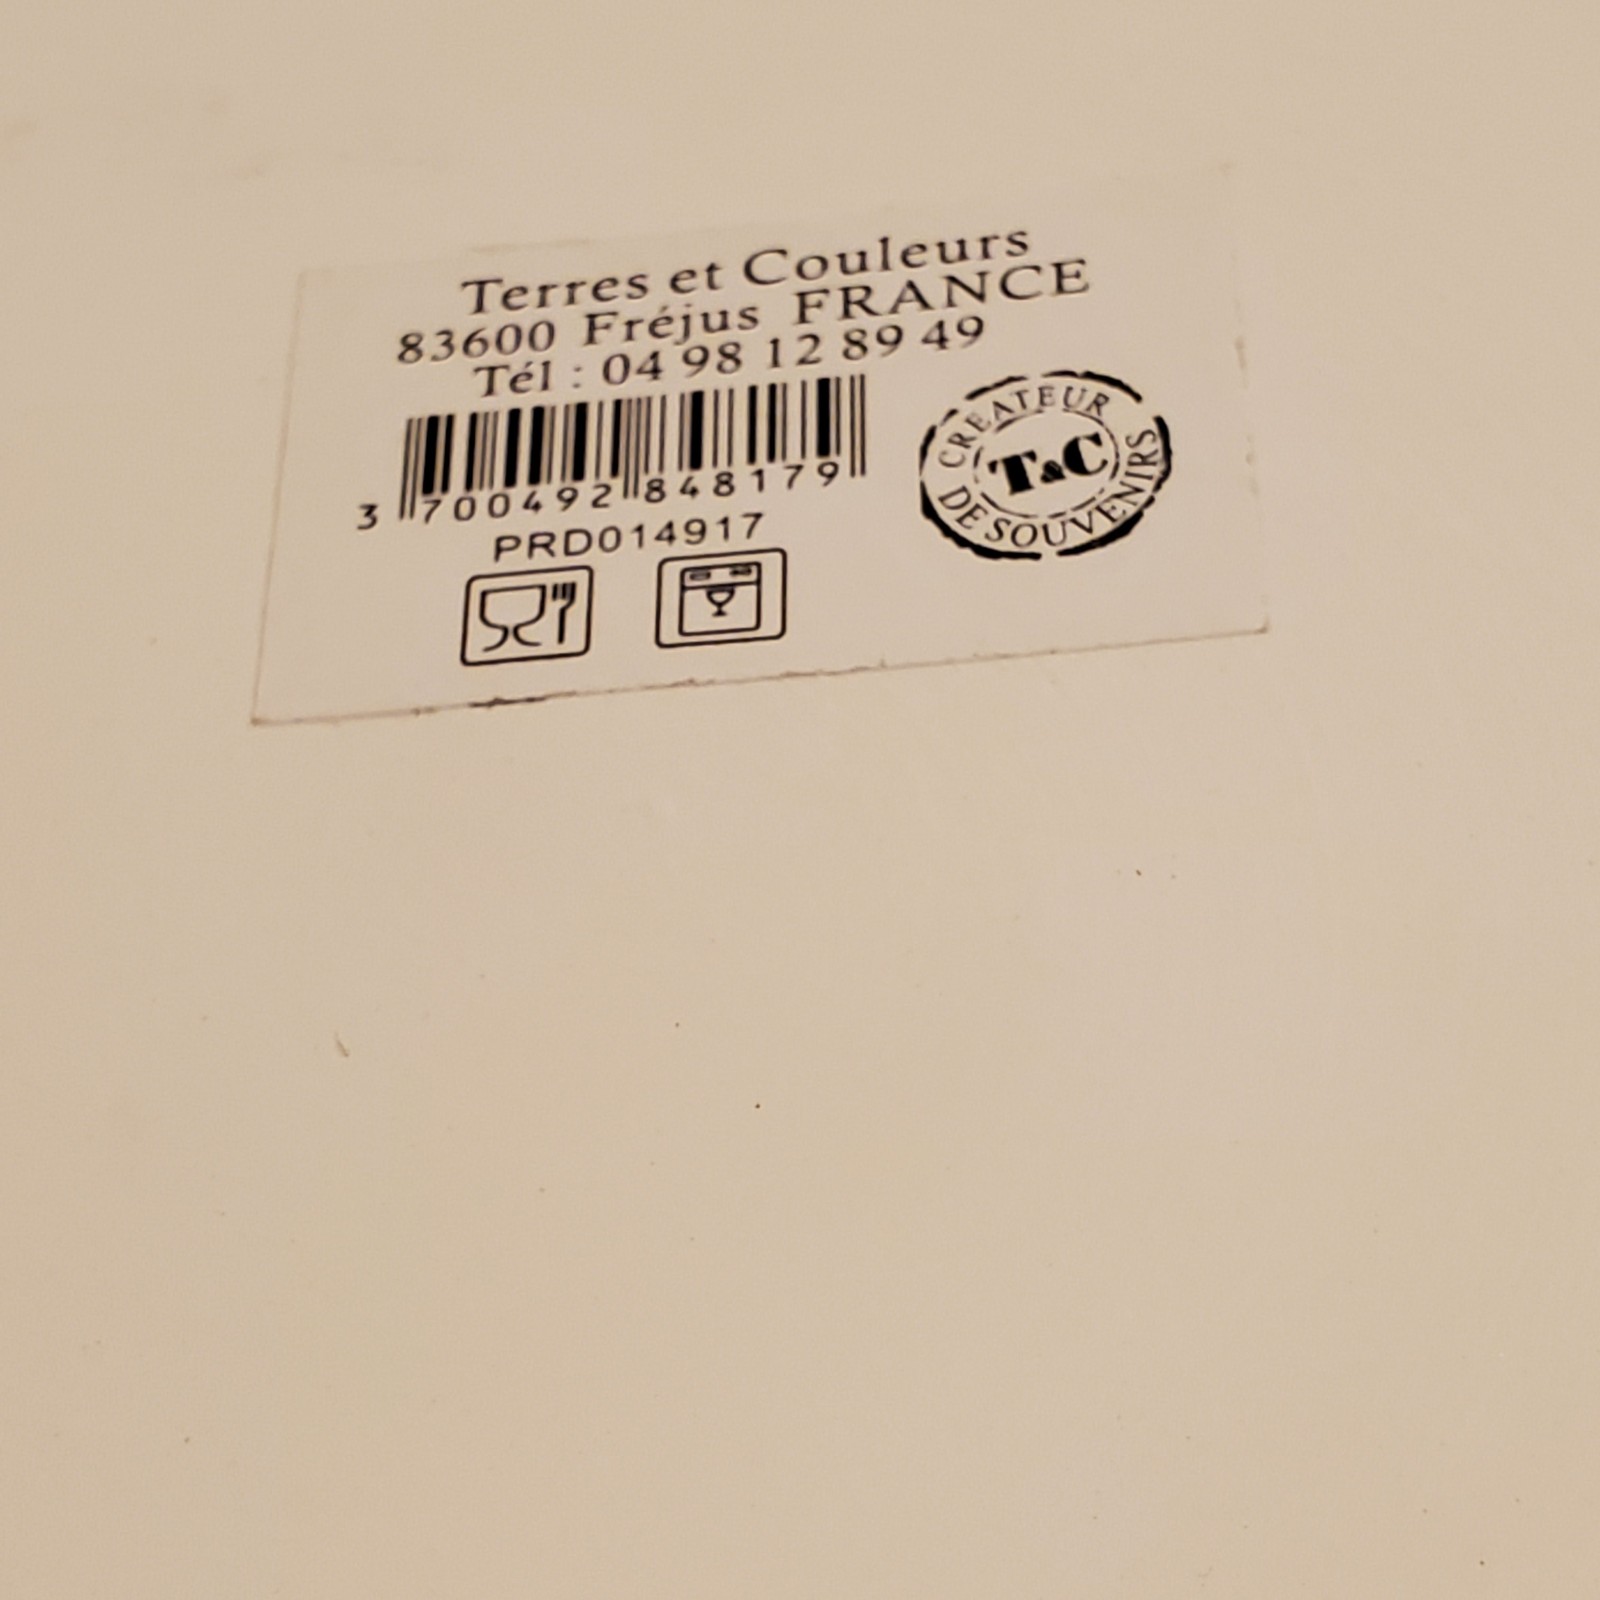 Terres et Couleurs
83600 Fréjus FRANCE
Tél : 04 98 12 89 49
3 700492 848179
PRD014917
CREATEUR
T&C
DE SOUVENIRS